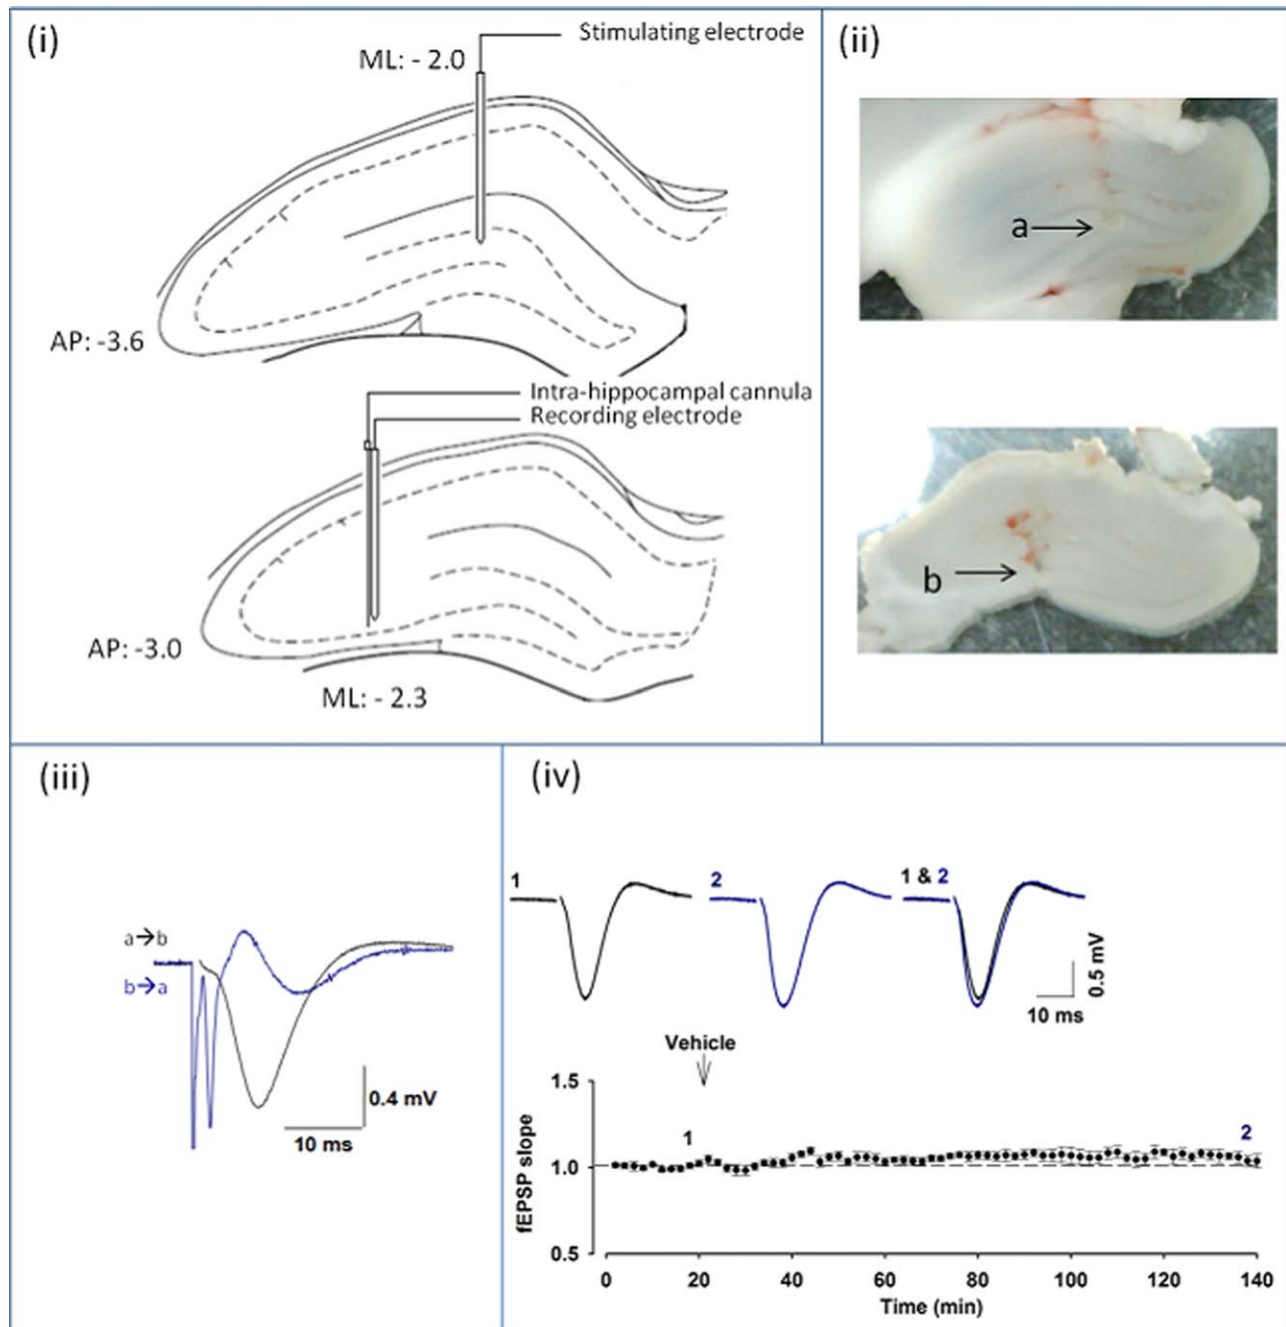 (i)
Stimulating electrode
ML: - 2.0
AP: -3.6
Intra-hippocampal cannula
Recording electrode
AP: -3.0
ML: - 2.3
(ii)
a
b
(iii)
a→b
b→a
0.4 mV
10 ms
(iv)
1
2
1 & 2
0.5 mV
10 ms
Vehicle
1.5
1
2
1.0
0.5
fEPSP slope
0 20 40 60 80 100 120 140
Time (min)